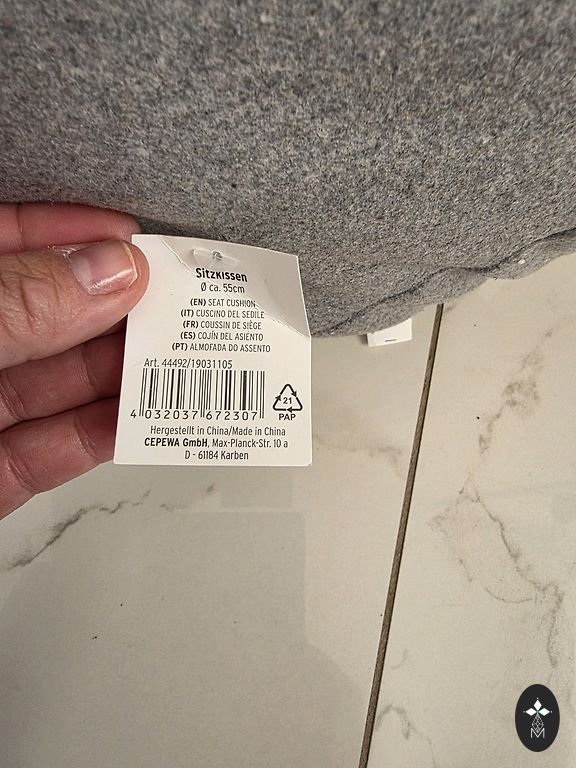 Sitzkissen
Ø ca. 55cm
(EN) SEAT CUSHION
(IT) CUSCINO DEL SEDILE
(FR) COUSSIN DE SIÈGE
(ES) COJÍN DEL ASIENTO
(PT) ALMOFADA DO ASSENTO
Art. 44492/19031105
4 032037 672307
21
PAP
Hergestellt in China/Made in China
CEPEWA GmbH, Max-Planck-Str. 10 a
D - 61184 Karben
M